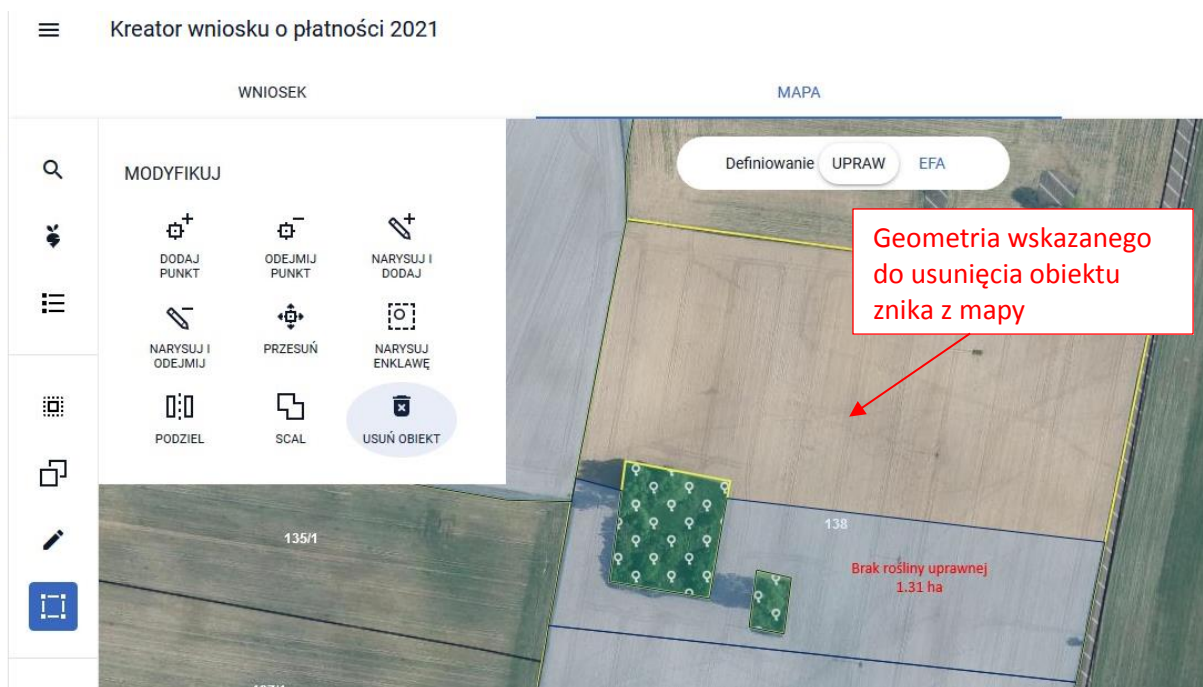 Kreator wniosku o płatności 2021
WNIOSEK
MAPA
MODYFIKUJ
DODAJ
PUNKT
ODEJMIJ
PUNKT
NARYSUJ I
DODAJ
NARYSUJ I
ODEJMIJ
PRZESUŃ
NARYSUJ
ENKLAWĘ
PODZIEL
SCAL
USUŃ OBIEKT
Definiowanie UPRAW EFA
Geometria wskazanego
do usunięcia obiektu
znika z mapy
138
135/1
Brak rośliny uprawnej
1.31 ha